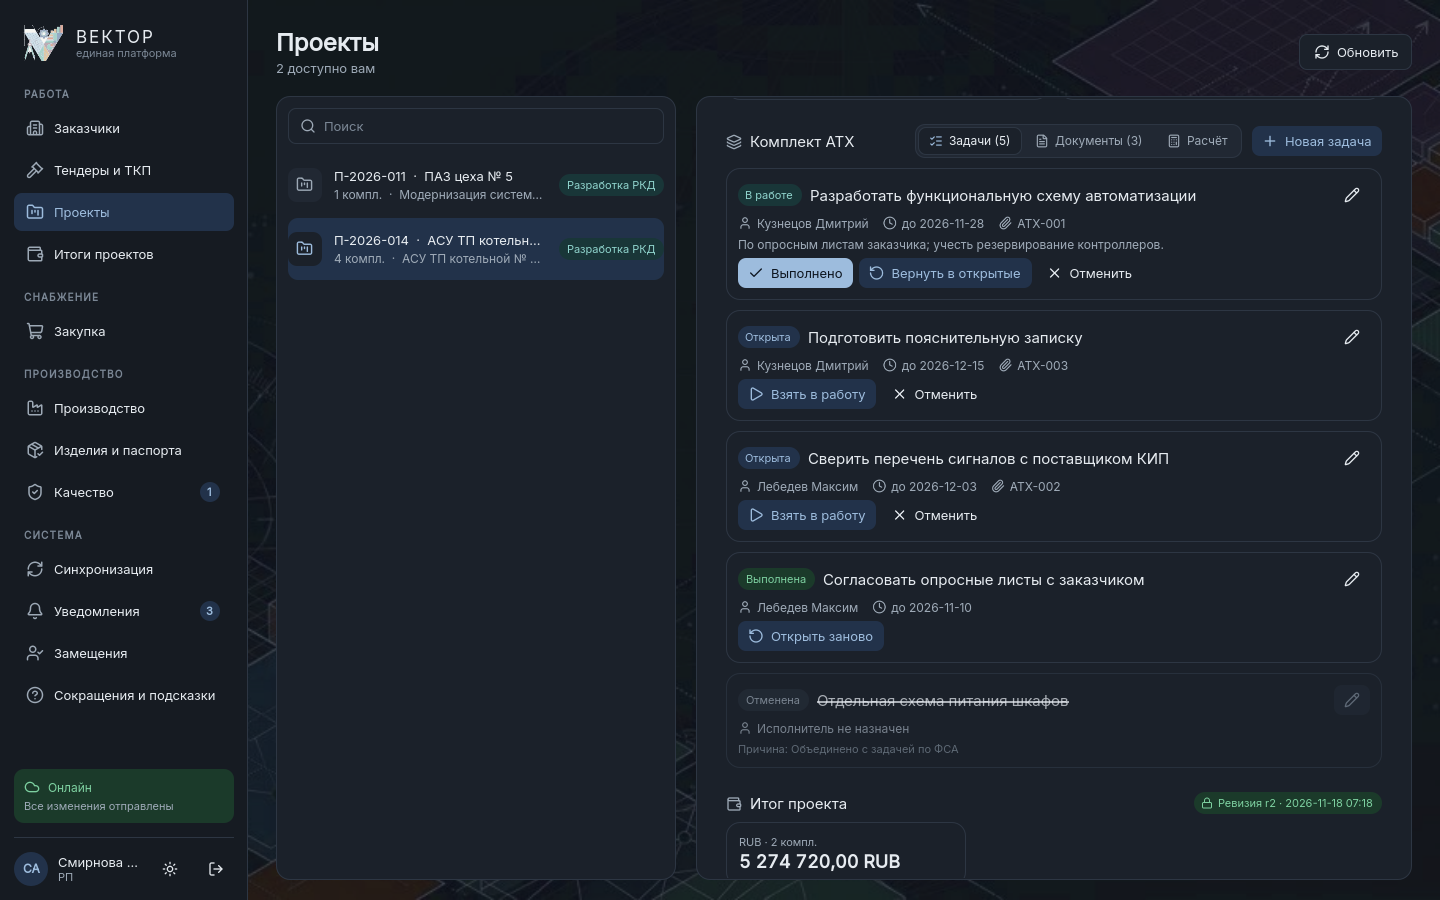 ВЕКТОР
единая платформа
РАБОТА
Заказчики
Тендеры и ТКП
Проекты
Итоги проектов
СНАБЖЕНИЕ
Закупка
ПРОИЗВОДСТВО
Производство
Изделия и паспорта
Качество 1
СИСТЕМА
Синхронизация
Уведомления 3
Замещения
Сокращения и подсказки
Онлайн
Все изменения отправлены
СА
Смирнова ...
РП
Проекты
2 доступно вам
Обновить
Поиск
П-2026-011 · ПАЗ цеха № 5
1 компл. · Модернизация систем...
Разработка РКД
П-2026-014 · АСУ ТП котельн...
4 компл. · АСУ ТП котельной № ...
Разработка РКД
Комплект АТХ
Задачи (5)
Документы (3)
Расчёт
Новая задача
В работе Разработать функциональную схему автоматизации
Кузнецов Дмитрий до 2026-11-28 АТХ-001
По опросным листам заказчика; учесть резервирование контроллеров.
Выполнено Вернуть в открытые Отменить
Открыта Подготовить пояснительную записку
Кузнецов Дмитрий до 2026-12-15 АТХ-003
Взять в работу Отменить
Открыта Сверить перечень сигналов с поставщиком КИП
Лебедев Максим до 2026-12-03 АТХ-002
Взять в работу Отменить
Выполнена Согласовать опросные листы с заказчиком
Лебедев Максим до 2026-11-10
Открыть заново
Отменена Отдельная схема питания шкафов
Исполнитель не назначен
Причина: Объединено с задачей по ФСА
Итог проекта
Ревизия r2 · 2026-11-18 07:18
RUB · 2 компл.
5 274 720,00 RUB